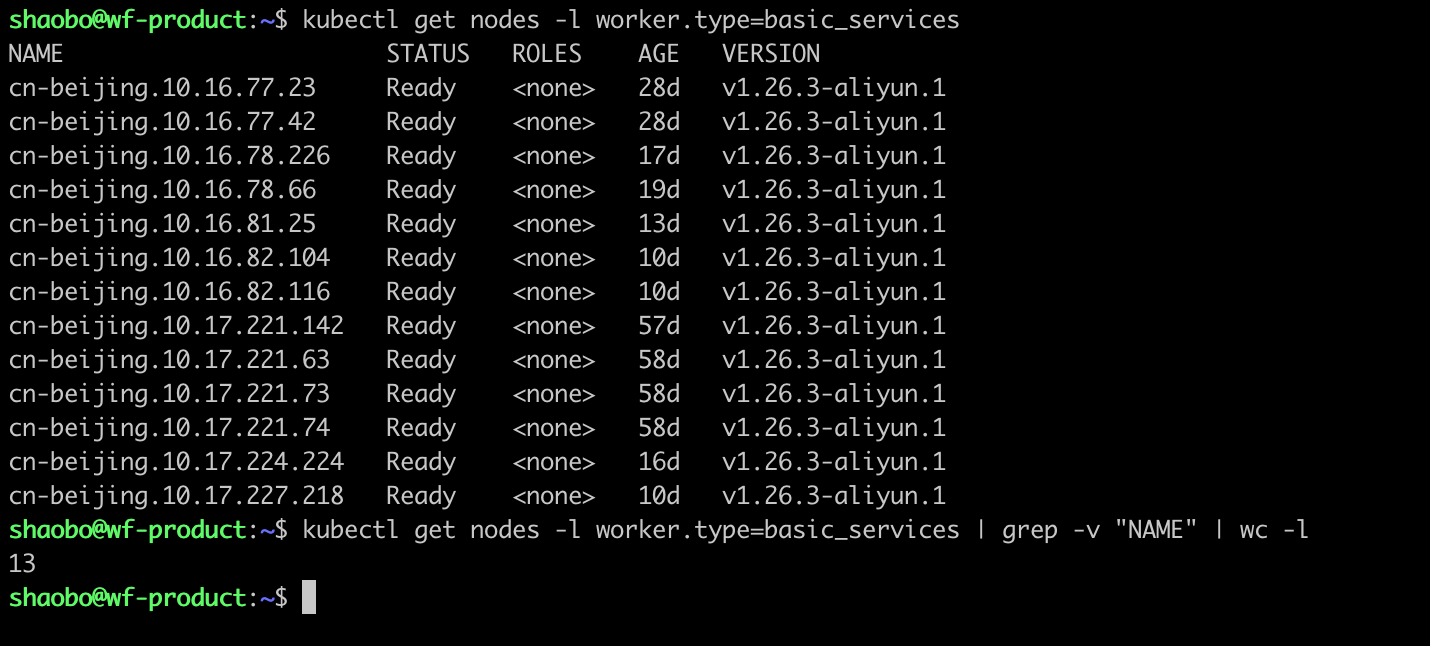 shaobo@wf-product:~$ kubectl get nodes -l worker.type=basic_services
NAME STATUS ROLES AGE VERSION
cn-beijing.10.16.77.23 Ready <none> 28d v1.26.3-aliyun.1
cn-beijing.10.16.77.42 Ready <none> 28d v1.26.3-aliyun.1
cn-beijing.10.16.78.226 Ready <none> 17d v1.26.3-aliyun.1
cn-beijing.10.16.78.66 Ready <none> 19d v1.26.3-aliyun.1
cn-beijing.10.16.81.25 Ready <none> 13d v1.26.3-aliyun.1
cn-beijing.10.16.82.104 Ready <none> 10d v1.26.3-aliyun.1
cn-beijing.10.16.82.116 Ready <none> 10d v1.26.3-aliyun.1
cn-beijing.10.17.221.142 Ready <none> 57d v1.26.3-aliyun.1
cn-beijing.10.17.221.63 Ready <none> 58d v1.26.3-aliyun.1
cn-beijing.10.17.221.73 Ready <none> 58d v1.26.3-aliyun.1
cn-beijing.10.17.221.74 Ready <none> 58d v1.26.3-aliyun.1
cn-beijing.10.17.224.224 Ready <none> 16d v1.26.3-aliyun.1
cn-beijing.10.17.227.218 Ready <none> 10d v1.26.3-aliyun.1
shaobo@wf-product:~$ kubectl get nodes -l worker.type=basic_services | grep -v "NAME" | wc -l
13
shaobo@wf-product:~$